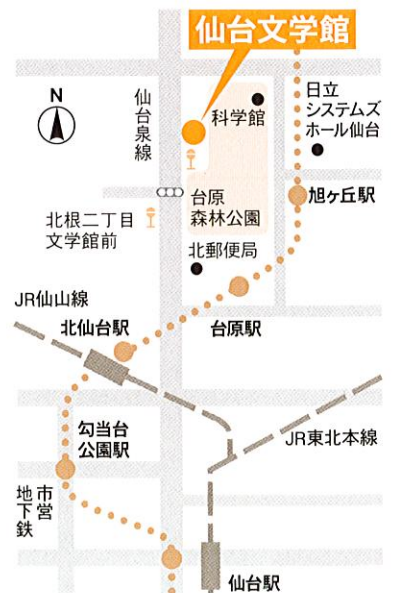 仙台文学館
N
仙台泉線
科学館
日立
システムズ
ホール仙台
台原
森林公園
旭ヶ丘駅
北根二丁目
文学館前
北郵便局
JR仙山線
北仙台駅
台原駅
勾当台
公園駅
JR東北本線
市営
地下鉄
仙台駅